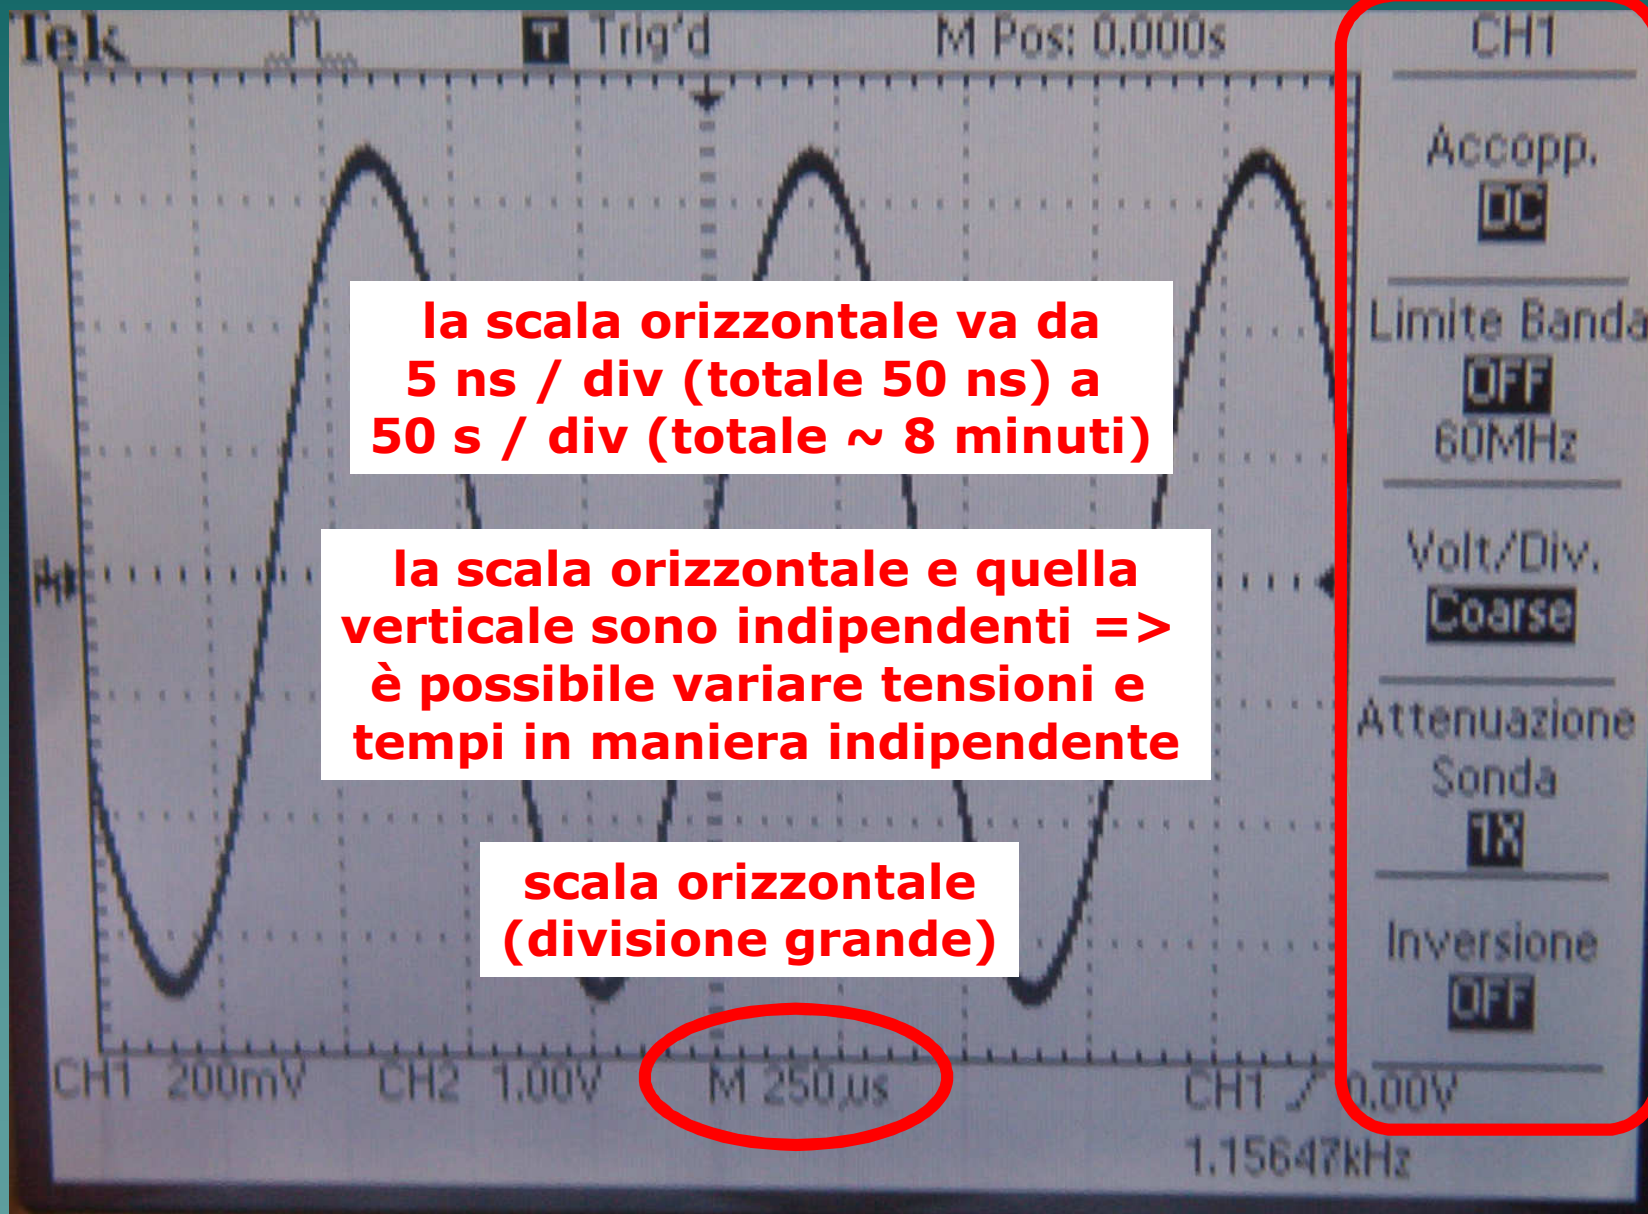 Tek
T Trig'd
M Pos: 0.000s
CH1
Accopp.
DC
Limite Banda
OFF
60MHz
Volt/Div.
Coarse
Attenuazione
Sonda
1X
Inversione
OFF
la scala orizzontale va da
5 ns / div (totale 50 ns) a
50 s / div (totale ~ 8 minuti)
la scala orizzontale e quella
verticale sono indipendenti =>
è possibile variare tensioni e
tempi in maniera indipendente
scala orizzontale
(divisione grande)
CH1 200mV CH2 1.00V M 250µs CH1 / 0.00V
1.15647kHz